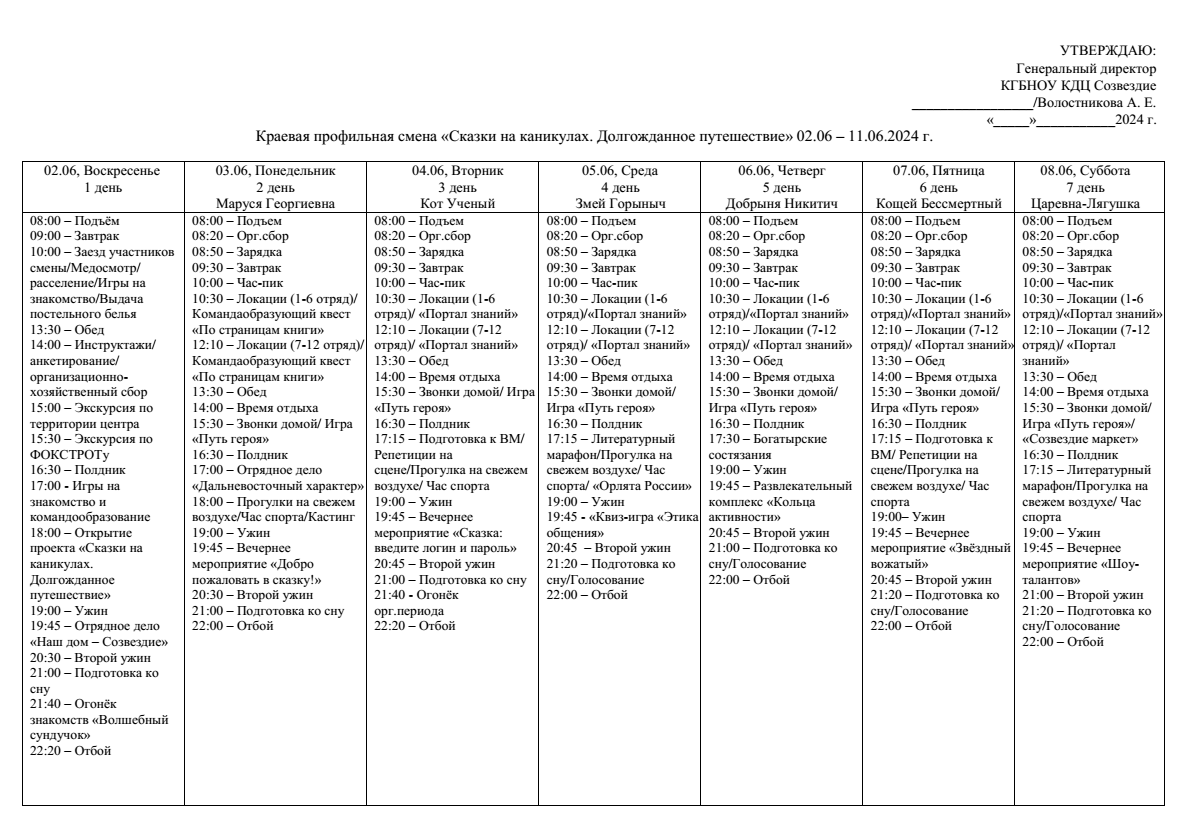 УТВЕРЖДАЮ:
Генеральный директор
КГБНОУ КДЦ Созвездие
_________________/Волостникова А. Е.
«_____»___________2024 г.
Краевая профильная смена «Сказки на каникулах. Долгожданное путешествие» 02.06 – 11.06.2024 г.
02.06, Воскресенье
1 день
08:00 – Подъём
09:00 – Завтрак
10:00 – Заезд участников
смены/Медосмотр/
расселение/Игры на
знакомство/Выдача
постельного белья
13:30 – Обед
14:00 – Инструктажи/
анкетирование/
организационно-
хозяйственный сбор
15:00 – Экскурсия по
территории центра
15:30 – Экскурсия по
ФОКСТРОТу
16:30 – Полдник
17:00 - Игры на
знакомство и
командообразование
18:00 – Открытие
проекта «Сказки на
каникулах.
Долгожданное
путешествие»
19:00 – Ужин
19:45 – Отрядное дело
«Наш дом – Созвездие»
20:30 – Второй ужин
21:00 – Подготовка ко
сну
21:40 – Огонёк
знакомств «Волшебный
сундучок»
22:20 – Отбой
03.06, Понедельник
2 день
Маруся Георгиевна
08:00 – Подъем
08:20 – Орг.сбор
08:50 – Зарядка
09:30 – Завтрак
10:00 – Час-пик
10:30 – Локации (1-6 отряд)/
Командаобразующий квест
«По страницам книги»
12:10 – Локации (7-12 отряд)/
Командаобразующий квест
«По страницам книги»
13:30 – Обед
14:00 – Время отдыха
15:30 – Звонки домой/ Игра
«Путь героя»
16:30 – Полдник
17:00 – Отрядное дело
«Дальневосточный характер»
18:00 – Прогулки на свежем
воздухе/Час спорта/Кастинг
19:00 – Ужин
19:45 – Вечернее
мероприятие «Добро
пожаловать в сказку!»
20:30 – Второй ужин
21:00 – Подготовка ко сну
22:00 – Отбой
04.06, Вторник
3 день
Кот Ученый
08:00 – Подъем
08:20 – Орг.сбор
08:50 – Зарядка
09:30 – Завтрак
10:00 – Час-пик
10:30 – Локации (1-6
отряд)/ «Портал знаний»
12:10 – Локации (7-12
отряд)/ «Портал знаний»
13:30 – Обед
14:00 – Время отдыха
15:30 – Звонки домой/ Игра
«Путь героя»
16:30 – Полдник
17:15 – Подготовка к ВМ/
Репетиции на
сцене/Прогулка на свежем
воздухе/ Час спорта
19:00 – Ужин
19:45 – Вечернее
мероприятие «Сказка:
введите логин и пароль»
20:45 – Второй ужин
21:00 – Подготовка ко сну
21:40 - Огонёк
орг.периода
22:20 – Отбой
05.06, Среда
4 день
Змей Горыныч
08:00 – Подъем
08:20 – Орг.сбор
08:50 – Зарядка
09:30 – Завтрак
10:00 – Час-пик
10:30 – Локации (1-6
отряд)/«Портал знаний»
12:10 – Локации (7-12
отряд)/ «Портал знаний»
13:30 – Обед
14:00 – Время отдыха
15:30 – Звонки домой/
Игра «Путь героя»
16:30 – Полдник
17:15 – Литературный
марафон/Прогулка на
свежем воздухе/ Час
спорта/ «Орлята России»
19:00 – Ужин
19:45 - «Квиз-игра «Этика
общения»
20:45 – Второй ужин
21:20 – Подготовка ко
сну/Голосование
22:00 – Отбой
06.06, Четверг
5 день
Добрыня Никитич
08:00 – Подъем
08:20 – Орг.сбор
08:50 – Зарядка
09:30 – Завтрак
10:00 – Час-пик
10:30 – Локации (1-6
отряд)/«Портал знаний»
12:10 – Локации (7-12
отряд)/ «Портал знаний»
13:30 – Обед
14:00 – Время отдыха
15:30 – Звонки домой/
Игра «Путь героя»
16:30 – Полдник
17:30 – Богатырские
состязания
19:00 – Ужин
19:45 – Развлекательный
комплекс «Кольца
активности»
20:45 – Второй ужин
21:00 – Подготовка ко
сну/Голосование
22:00 – Отбой
07.06, Пятница
6 день
Кощей Бессмертный
08:00 – Подъем
08:20 – Орг.сбор
08:50 – Зарядка
09:30 – Завтрак
10:00 – Час-пик
10:30 – Локации (1-6
отряд)/«Портал знаний»
12:10 – Локации (7-12
отряд)/ «Портал знаний»
13:30 – Обед
14:00 – Время отдыха
15:30 – Звонки домой/
Игра «Путь героя»
16:30 – Полдник
17:15 – Подготовка к
ВМ/ Репетиции на
сцене/Прогулка на
свежем воздухе/ Час
спорта
19:00– Ужин
19:45 – Вечернее
мероприятие «Звёздный
вожатый»
20:45 – Второй ужин
21:20 – Подготовка ко
сну/Голосование
22:00 – Отбой
08.06, Суббота
7 день
Царевна-Лягушка
08:00 – Подъем
08:20 – Орг.сбор
08:50 – Зарядка
09:30 – Завтрак
10:00 – Час-пик
10:30 – Локации (1-6
отряд)/«Портал знаний»
12:10 – Локации (7-12
отряд)/ «Портал
знаний»
13:30 – Обед
14:00 – Время отдыха
15:30 – Звонки домой/
Игра «Путь героя»/
«Созвездие маркет»
16:30 – Полдник
17:15 – Литературный
марафон/Прогулка на
свежем воздухе/ Час
спорта
19:00 – Ужин
19:45 – Вечернее
мероприятие «Шоу-
талантов»
21:00 – Второй ужин
21:20 – Подготовка ко
сну/Голосование
22:00 – Отбой